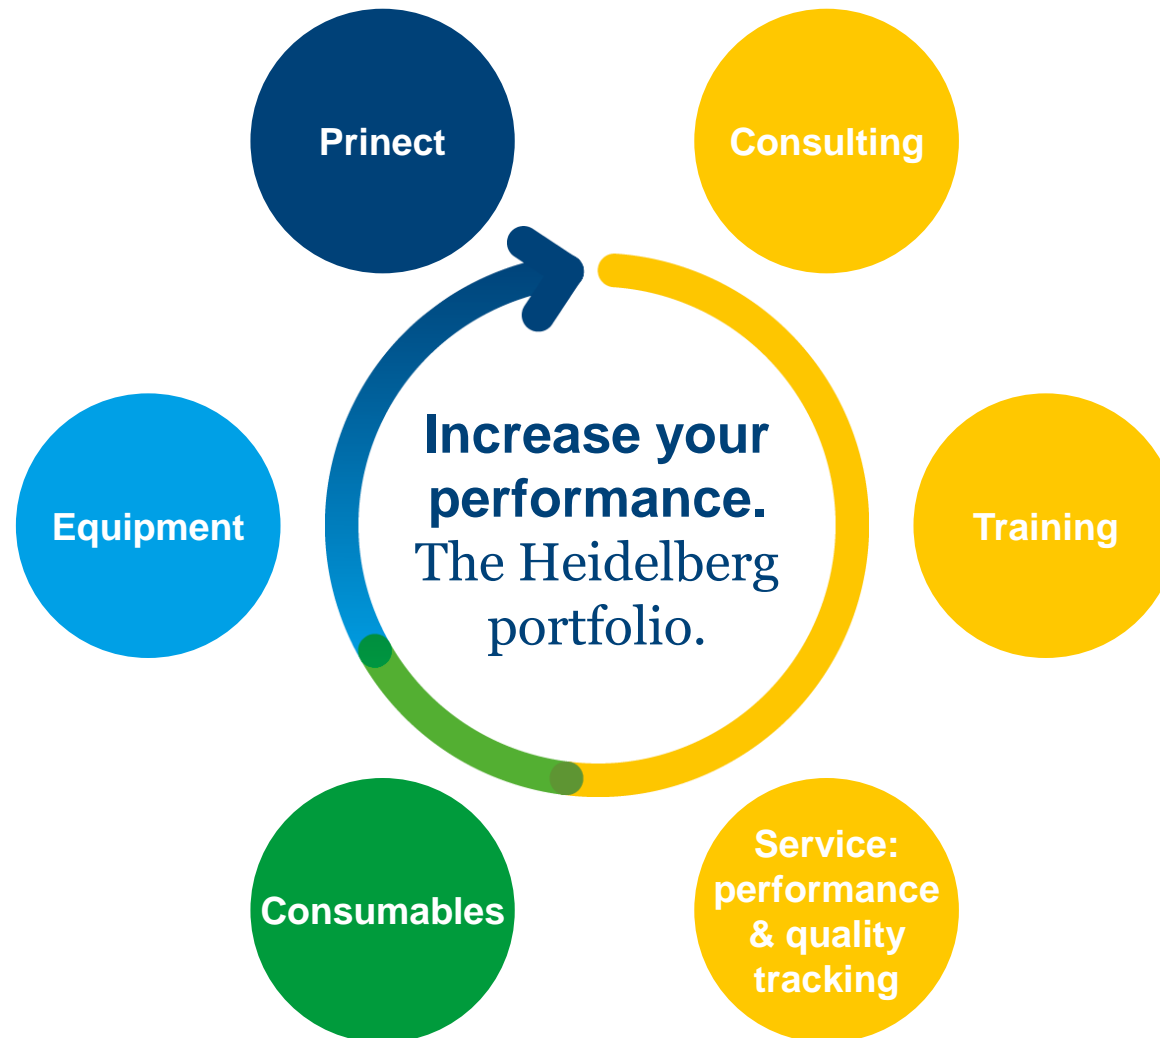 Prinect
Consulting
Increase your
performance.
The Heidelberg
portfolio.
Equipment
Training
Consumables
Service:
performance
& quality
tracking